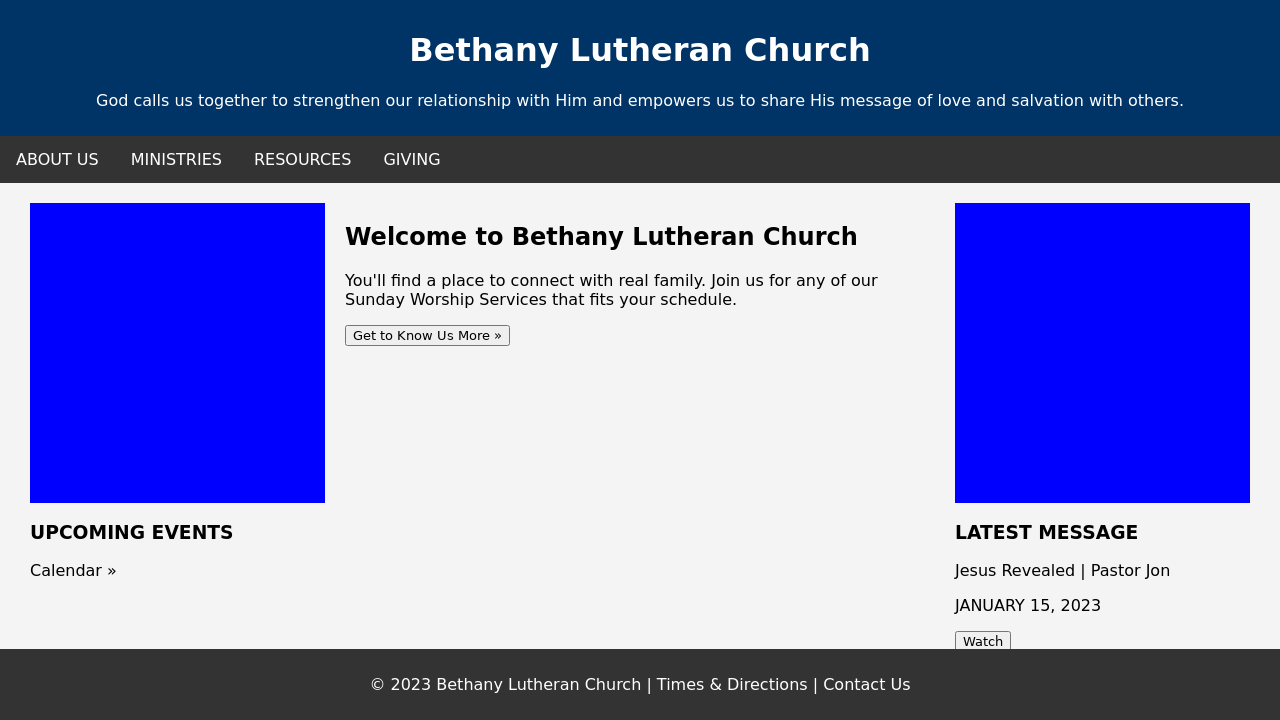 Bethany Lutheran Church
God calls us together to strengthen our relationship with Him and empowers us to share His message of love and salvation with others.
ABOUT US
MINISTRIES
RESOURCES
GIVING
UPCOMING EVENTS
Calendar »
Welcome to Bethany Lutheran Church
You'll find a place to connect with real family. Join us for any of our
Sunday Worship Services that fits your schedule.
Get to Know Us More »
LATEST MESSAGE
Jesus Revealed | Pastor Jon
JANUARY 15, 2023
Watch
© 2023 Bethany Lutheran Church | Times & Directions | Contact Us